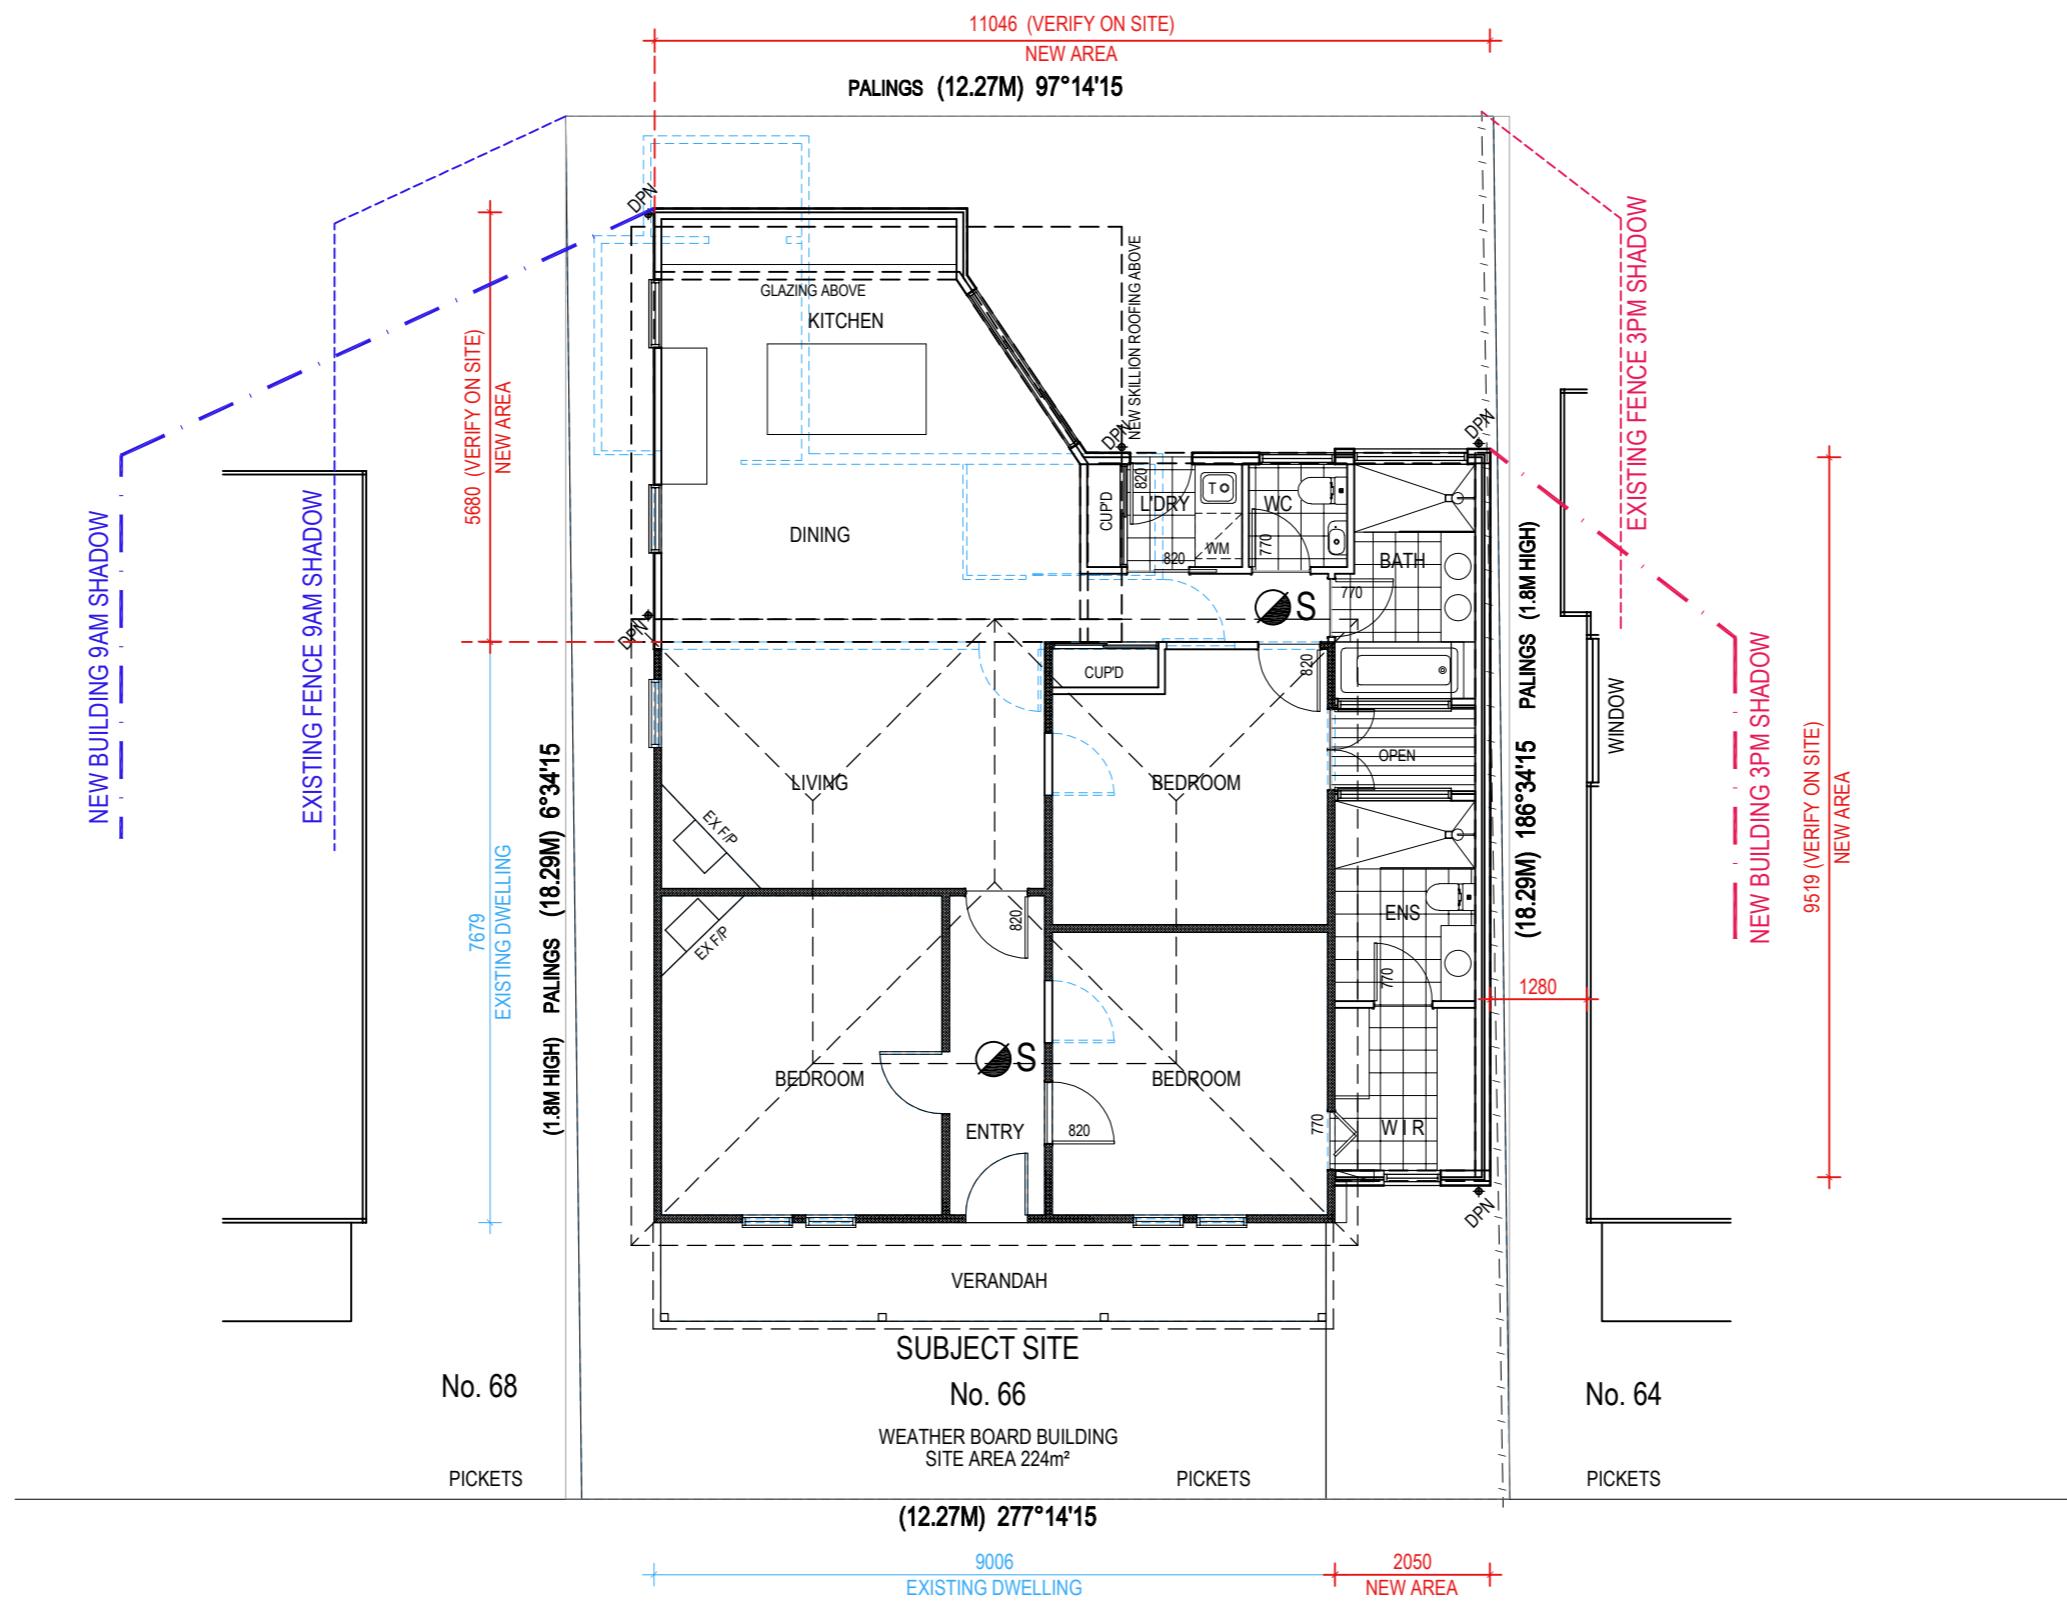 11046 (VERIFY ON SITE)
NEW AREA
PALINGS (12.27M) 97°14'15
DPN
NEW SKILLION ROOFING ABOVE
EXISTING FENCE 3PM SHADOW
GLAZING ABOVE
KITCHEN
5680 (VERIFY ON SITE)
NEW AREA
DPN
DPN
820
CUP'D
L'DRY
T
WC
WM
820
770
BATH
770
DINING
S
NEW BUILDING 9AM SHADOW
EXISTING FENCE 9AM SHADOW
DPN
CUP'D
820
PALINGS (1.8M HIGH)
(18.29M) 186°34'15
WINDOW
NEW BUILDING 3PM SHADOW
9519 (VERIFY ON SITE)
NEW AREA
LIVING
BEDROOM
OPEN
EX F/P
(1.8M HIGH) PALINGS (18.29M) 6°34'15
7679
EXISTING DWELLING
EX F/P
820
ENS
770
1280
S
BEDROOM
BEDROOM
ENTRY
820
770
W I R
DPN
VERANDAH
SUBJECT SITE
No. 68
No. 66
No. 64
WEATHER BOARD BUILDING
SITE AREA 224m²
PICKETS
PICKETS
PICKETS
(12.27M) 277°14'15
9006
EXISTING DWELLING
2050
NEW AREA